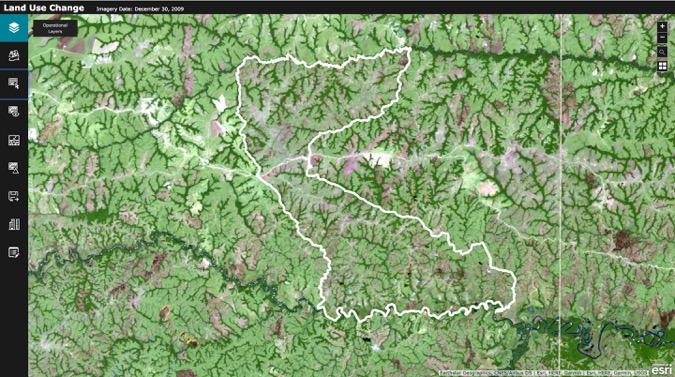 Land Use Change
Imagery Date: December 30, 2009
Operational
Layers
Earthstar Geographics, CNES/Airbus DS | Esri, HERE, Garmin | Esri, HERE, Garmin, USGS
esri